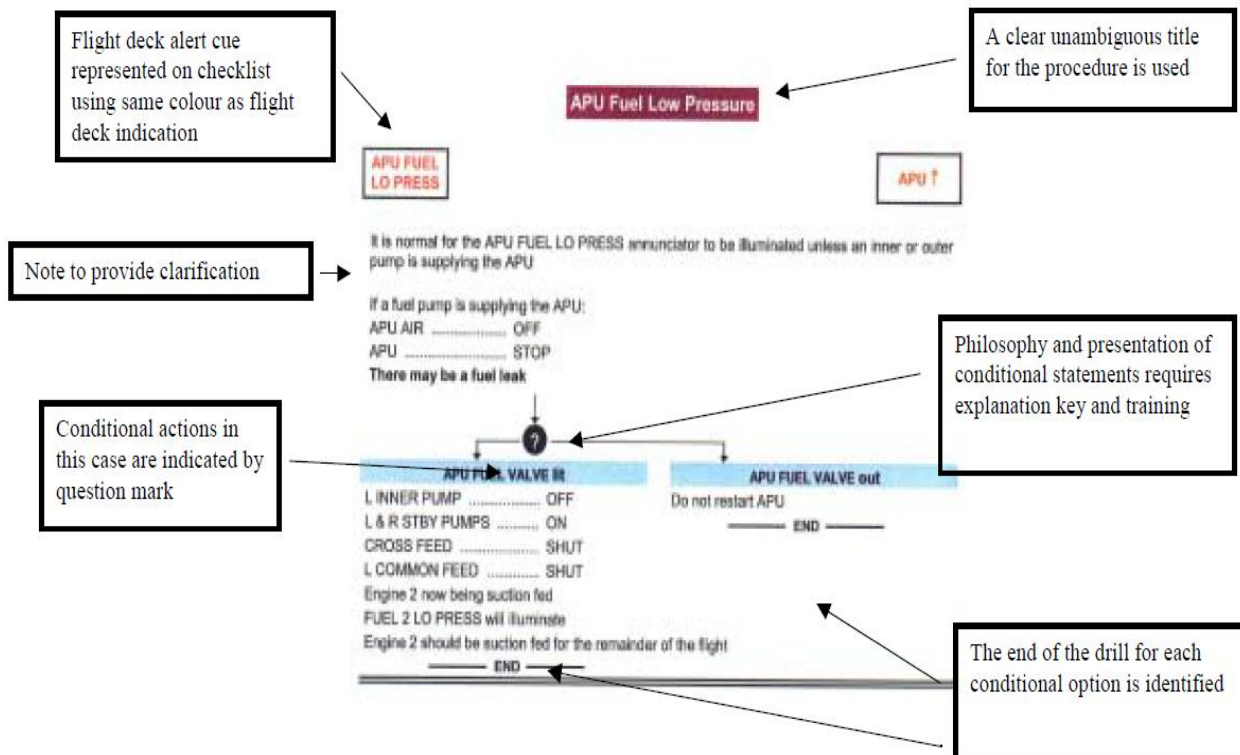 Flight deck alert cue
represented on checklist
using same colour as flight
deck indication
A clear unambiguous title
for the procedure is used
APU Fuel Low Pressure
APU FUEL
LO PRESS
APU ↑
It is normal for the APU FUEL LO PRESS annunciator to be illuminated unless an inner or outer
pump is supplying the APU
Note to provide clarification
If a fuel pump is supplying the APU:
APU AIR .................... OFF
APU .......................... STOP
There may be a fuel leak
Philosophy and presentation of
conditional statements requires
explanation key and training
Conditional actions in
this case are indicated by
question mark
?
APU FUEL VALVE lit
L INNER PUMP ................... OFF
L & R STBY PUMPS .......... ON
CROSS FEED .................... SHUT
L COMMON FEED ............. SHUT
Engine 2 now being suction fed
FUEL 2 LO PRESS will illuminate
Engine 2 should be suction fed for the remainder of the flight
END
APU FUEL VALVE out
Do not restart APU
END
The end of the drill for each
conditional option is identified